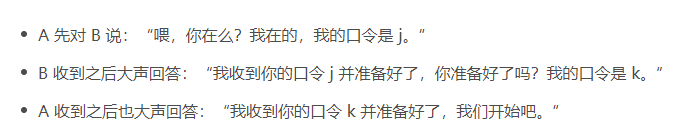 A 先对 B 说：“喂，你在么？我在的，我的口令是 j。“
B 收到之后大声回答：“我收到你的口令 j 并准备好了，你准备好了吗？我的口令是 k。“
A 收到之后也大声回答：“我收到你的口令 k 并准备好了，我们开始吧。“